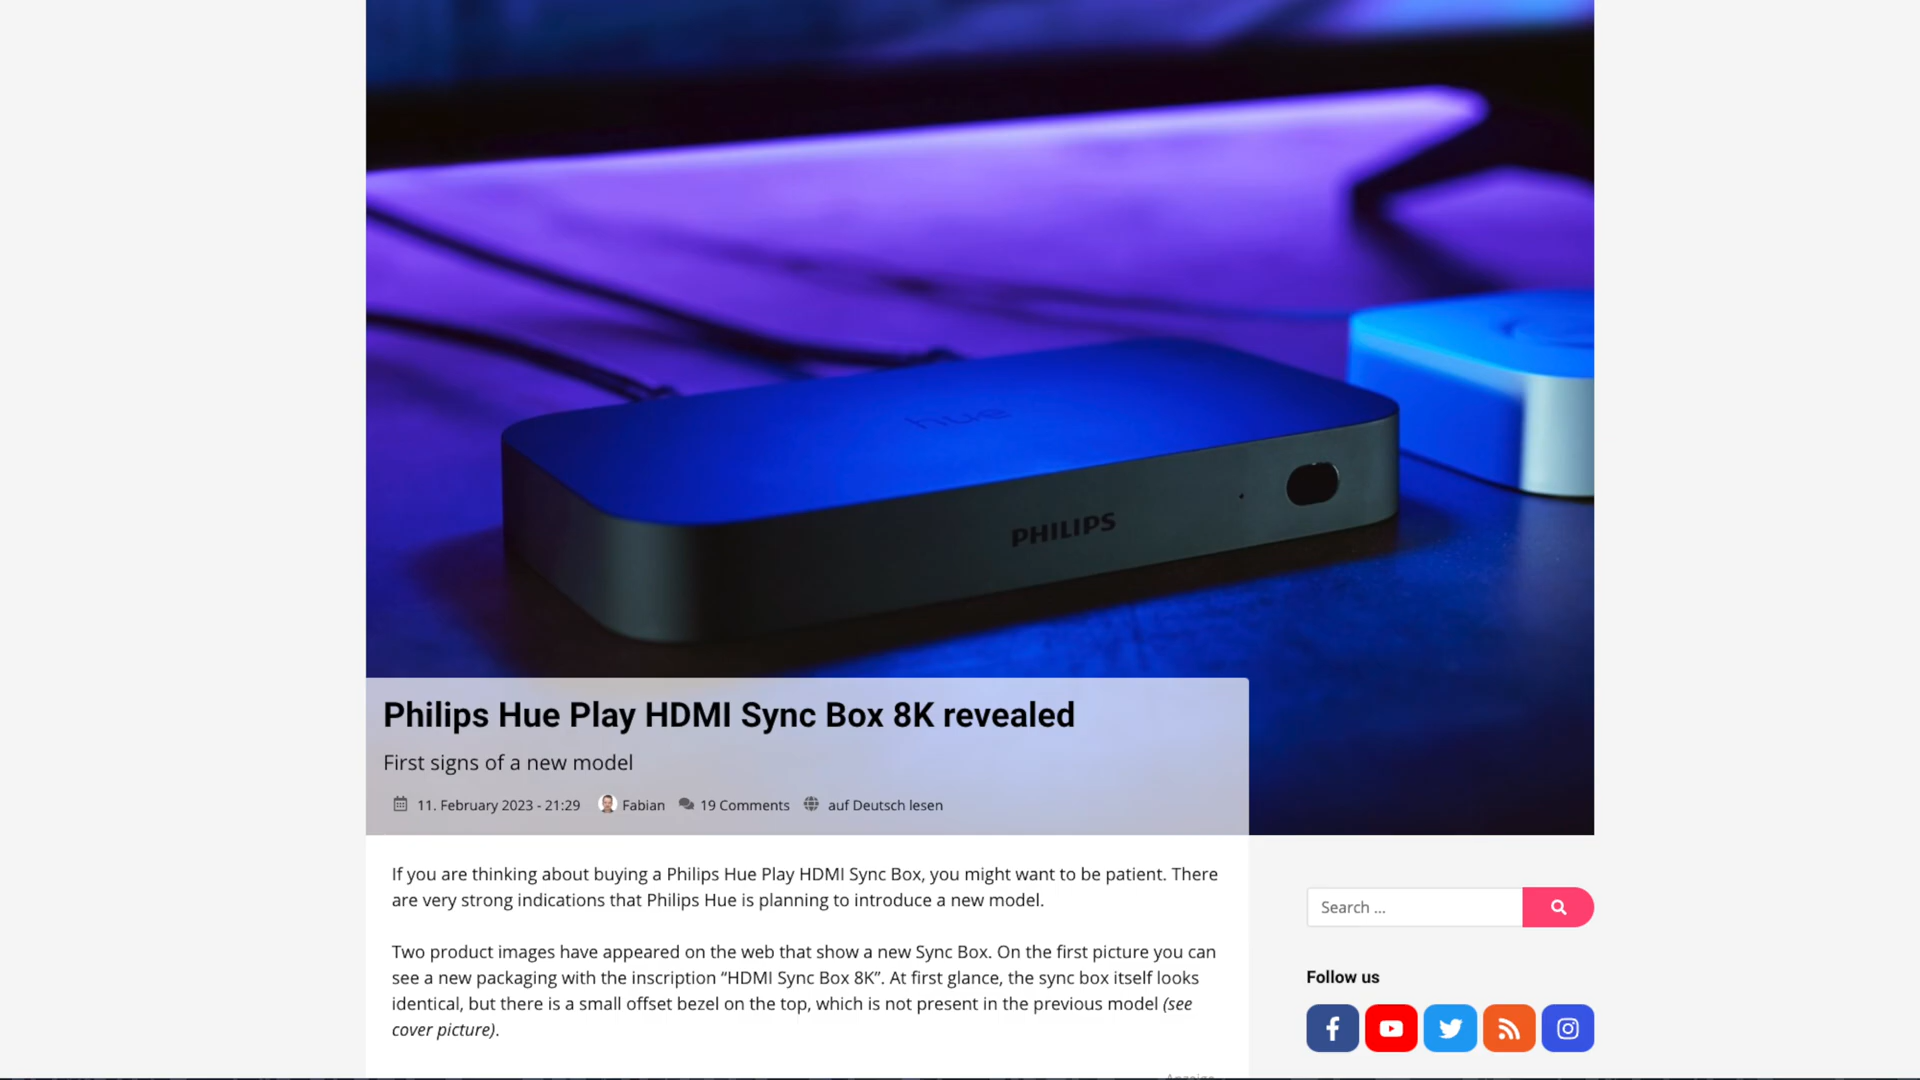 hue
PHILIPS
Philips Hue Play HDMI Sync Box 8K revealed
First signs of a new model
11. February 2023 - 21:29 Fabian 19 Comments auf Deutsch lesen
If you are thinking about buying a Philips Hue Play HDMI Sync Box, you might want to be patient. There
are very strong indications that Philips Hue is planning to introduce a new model.
Two product images have appeared on the web that show a new Sync Box. On the first picture you can
see a new packaging with the inscription “HDMI Sync Box 8K”. At first glance, the sync box itself looks
identical, but there is a small offset bezel on the top, which is not present in the previous model (see
cover picture).
Search ...
Follow us